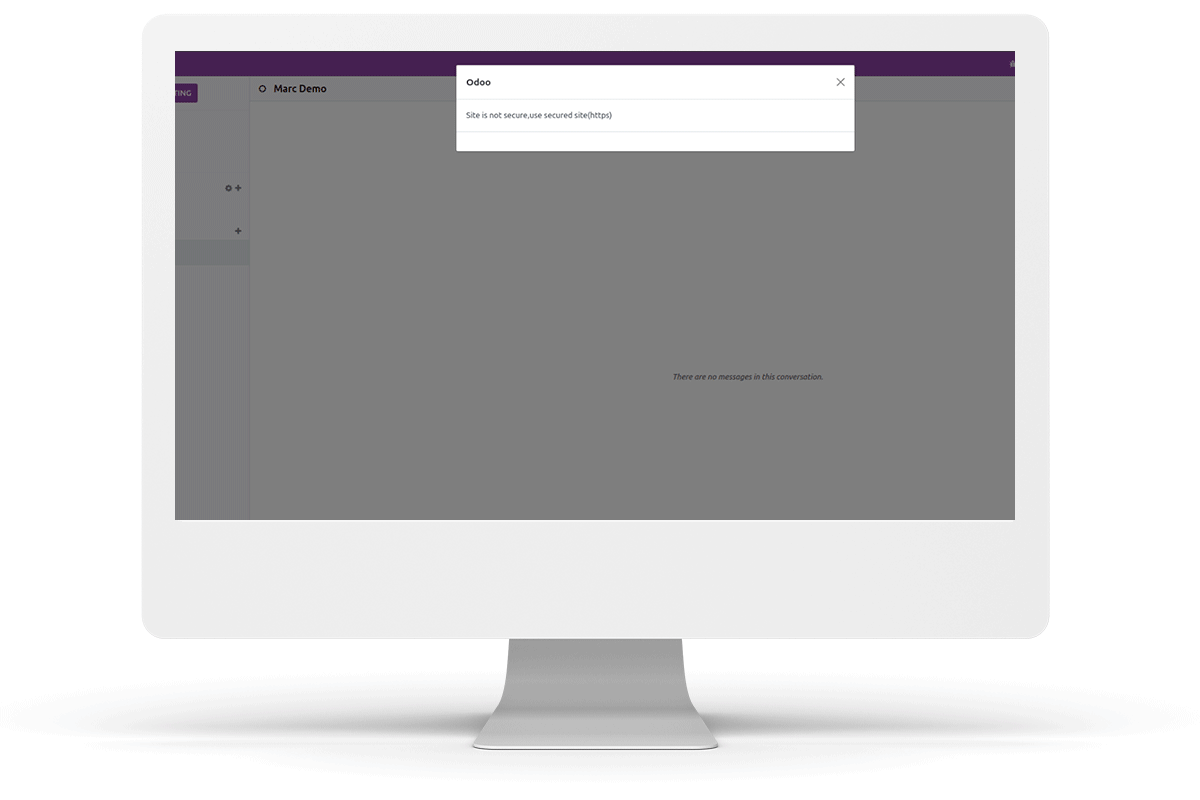 Odoo
Site is not secure,use secured site(https)
TING
Marc Demo
There are no messages in this conversation.